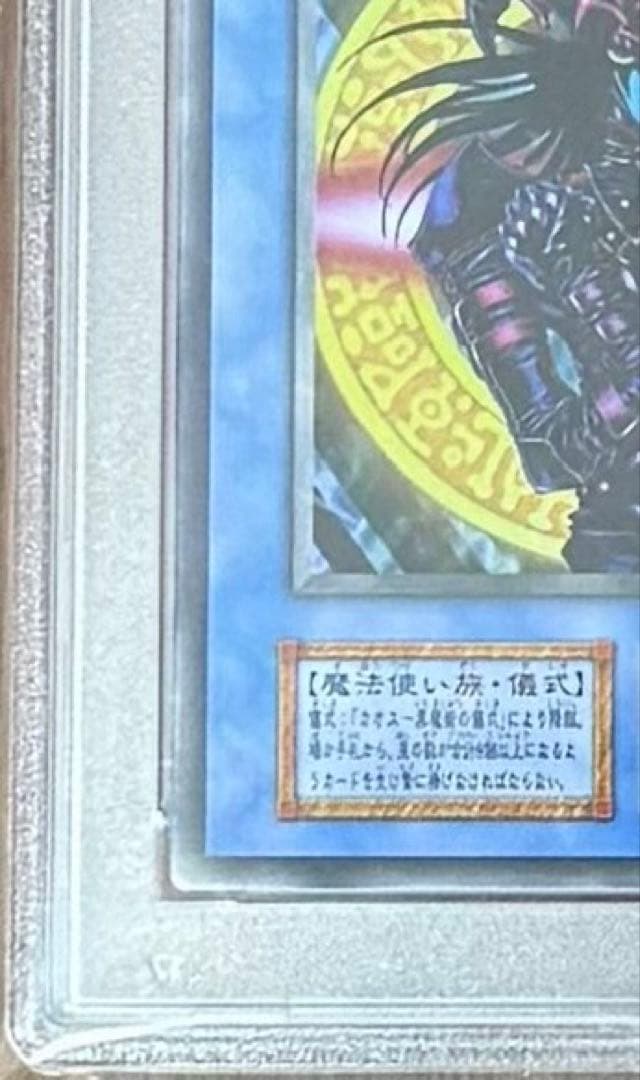 【魔法使い族・儀式】
儀式:「カオス−黒魔術の儀式」により降臨。
場か手札から、星の数が合計8個以上になるよ
うカードを生け贄に捧げなければならない。